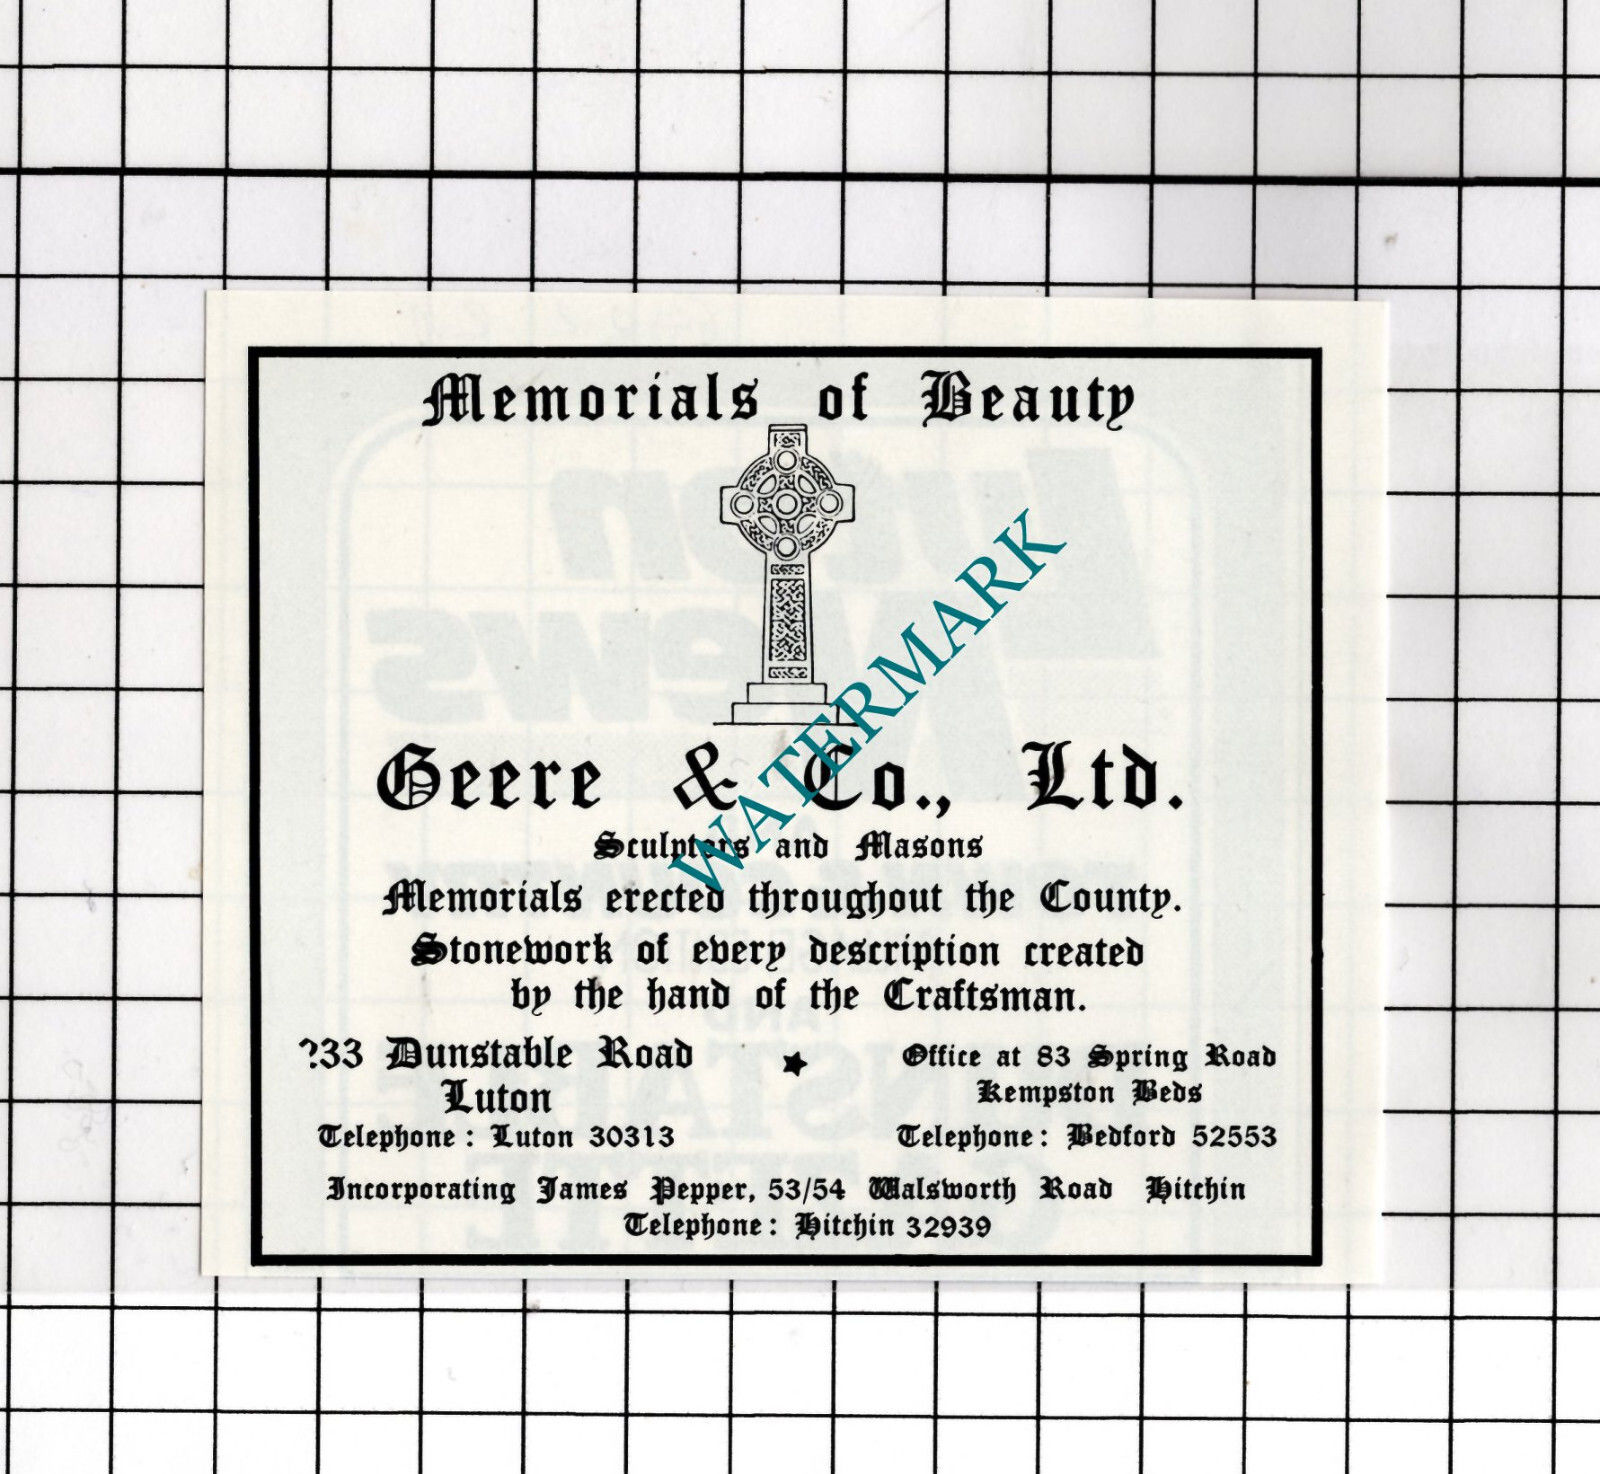 Memorials of Beauty
WATERMARK
Geere & Co., Ltd.
Sculptors and Masons
Memorials erected throughout the County.
Stonework of every description created
by the hand of the Craftsman.
?33 Dunstable Road
Luton
Telephone : Luton 30313
Office at 83 Spring Road
Kempston Beds
Telephone : Bedford 52553
Incorporating James Pepper, 53/54 Walsworth Road Hitchin
Telephone : Hitchin 32939